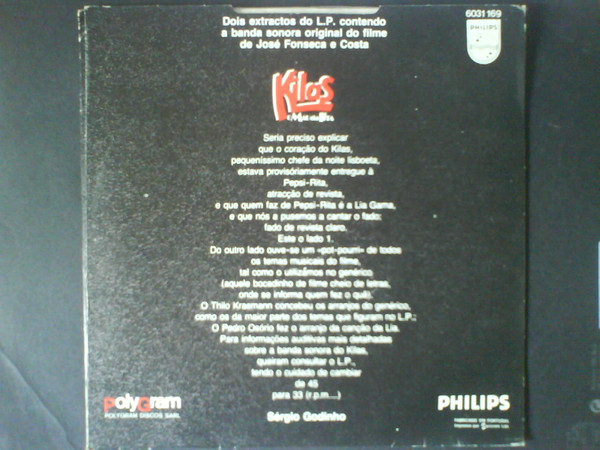 Dois extractos do L.P. contendo
a banda sonora original do filme
de José Fonseca e Costa
6031 169
PHILIPS
Kilas
Seria preciso explicar
que o coração do Kilas,
pequeníssimo chefe da noite lisboeta,
estava provisóriamente entregue à
Pepsi-Rita,
atracção de revista,
e que quem faz de Pepsi-Rita é a Lia Gama,
e que nós a pusemos a cantar o fado;
fado de revista claro.
Este o lado 1.
Do outro lado ouve-se um «pot-pourri» de todos
os temas musicais do filme,
tal como o utilizámos no genérico
(aquele bocadinho de filme cheio de letras,
onde se informa quem fez o quê).
O Thilo Krasmann concebeu os arranjos do genérico,
como os da maior parte dos temas que figuram no L.P.;
O Pedro Osório fez o arranjo da canção da Lia.
Para informações auditivas mais detalhadas
sobre a banda sonora do Kilas,
queiram consultar o L.P.,
tendo o cuidado de cambiar
de 45
para 33 (r.p.m....)
Sérgio Godinho
polyGram
POLYGRAM DISCOS SARL
PHILIPS
FABRICADO EM PORTUGAL